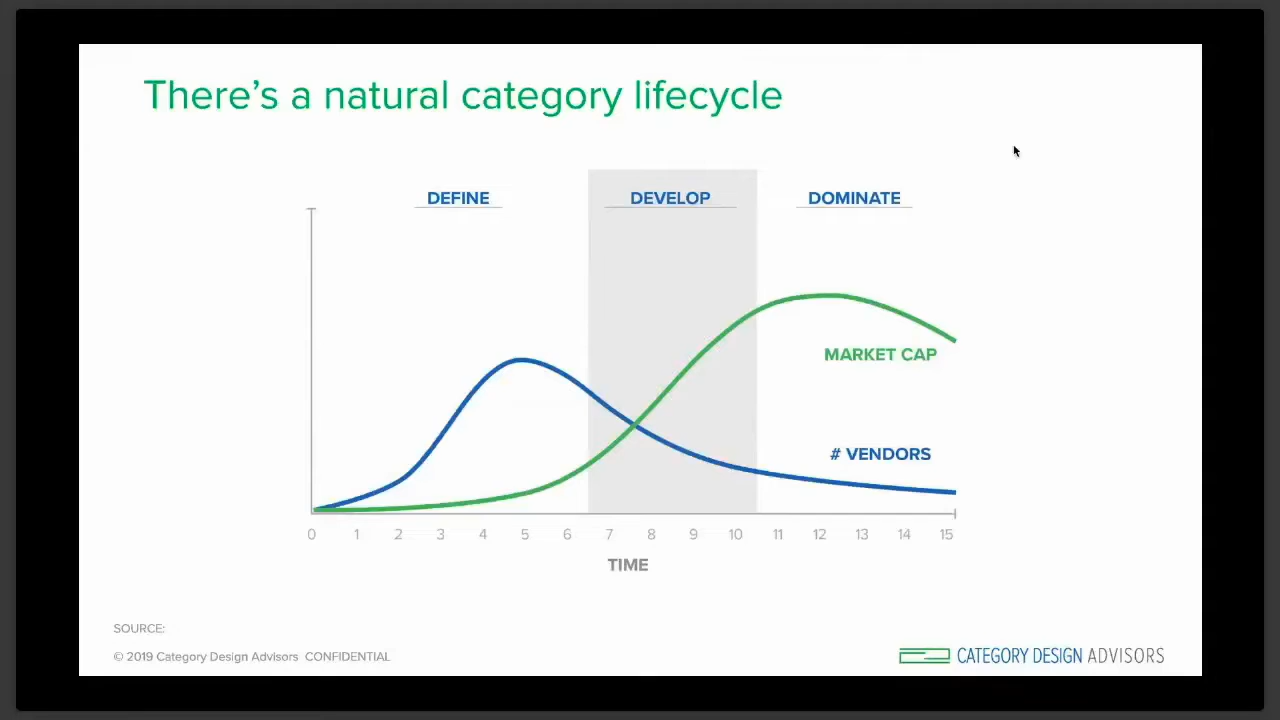 There's a natural category lifecycle
DEFINE
DEVELOP
DOMINATE
MARKET CAP
# VENDORS
0 1 2 3 4 5 6 7 8 9 10 11 12 13 14 15
TIME
SOURCE:
© 2019 Category Design Advisors CONFIDENTIAL
CATEGORY DESIGN ADVISORS